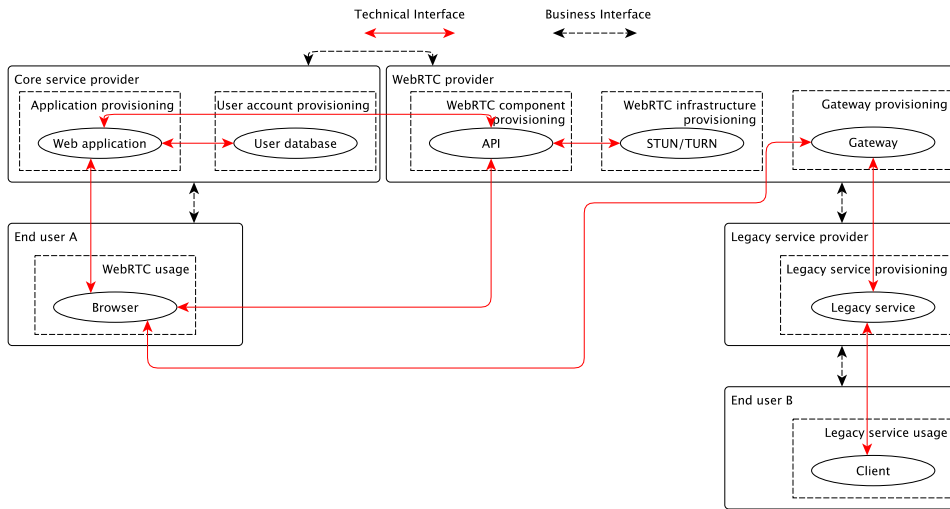 Technical Interface
Business Interface
Core service provider
WebRTC provider
Application provisioning
User account provisioning
WebRTC component
provisioning
WebRTC infrastructure
provisioning
Gateway provisioning
Web application
User database
API
STUN/TURN
Gateway
End user A
Legacy service provider
WebRTC usage
Legacy service provisioning
Browser
Legacy service
End user B
Legacy service usage
Client